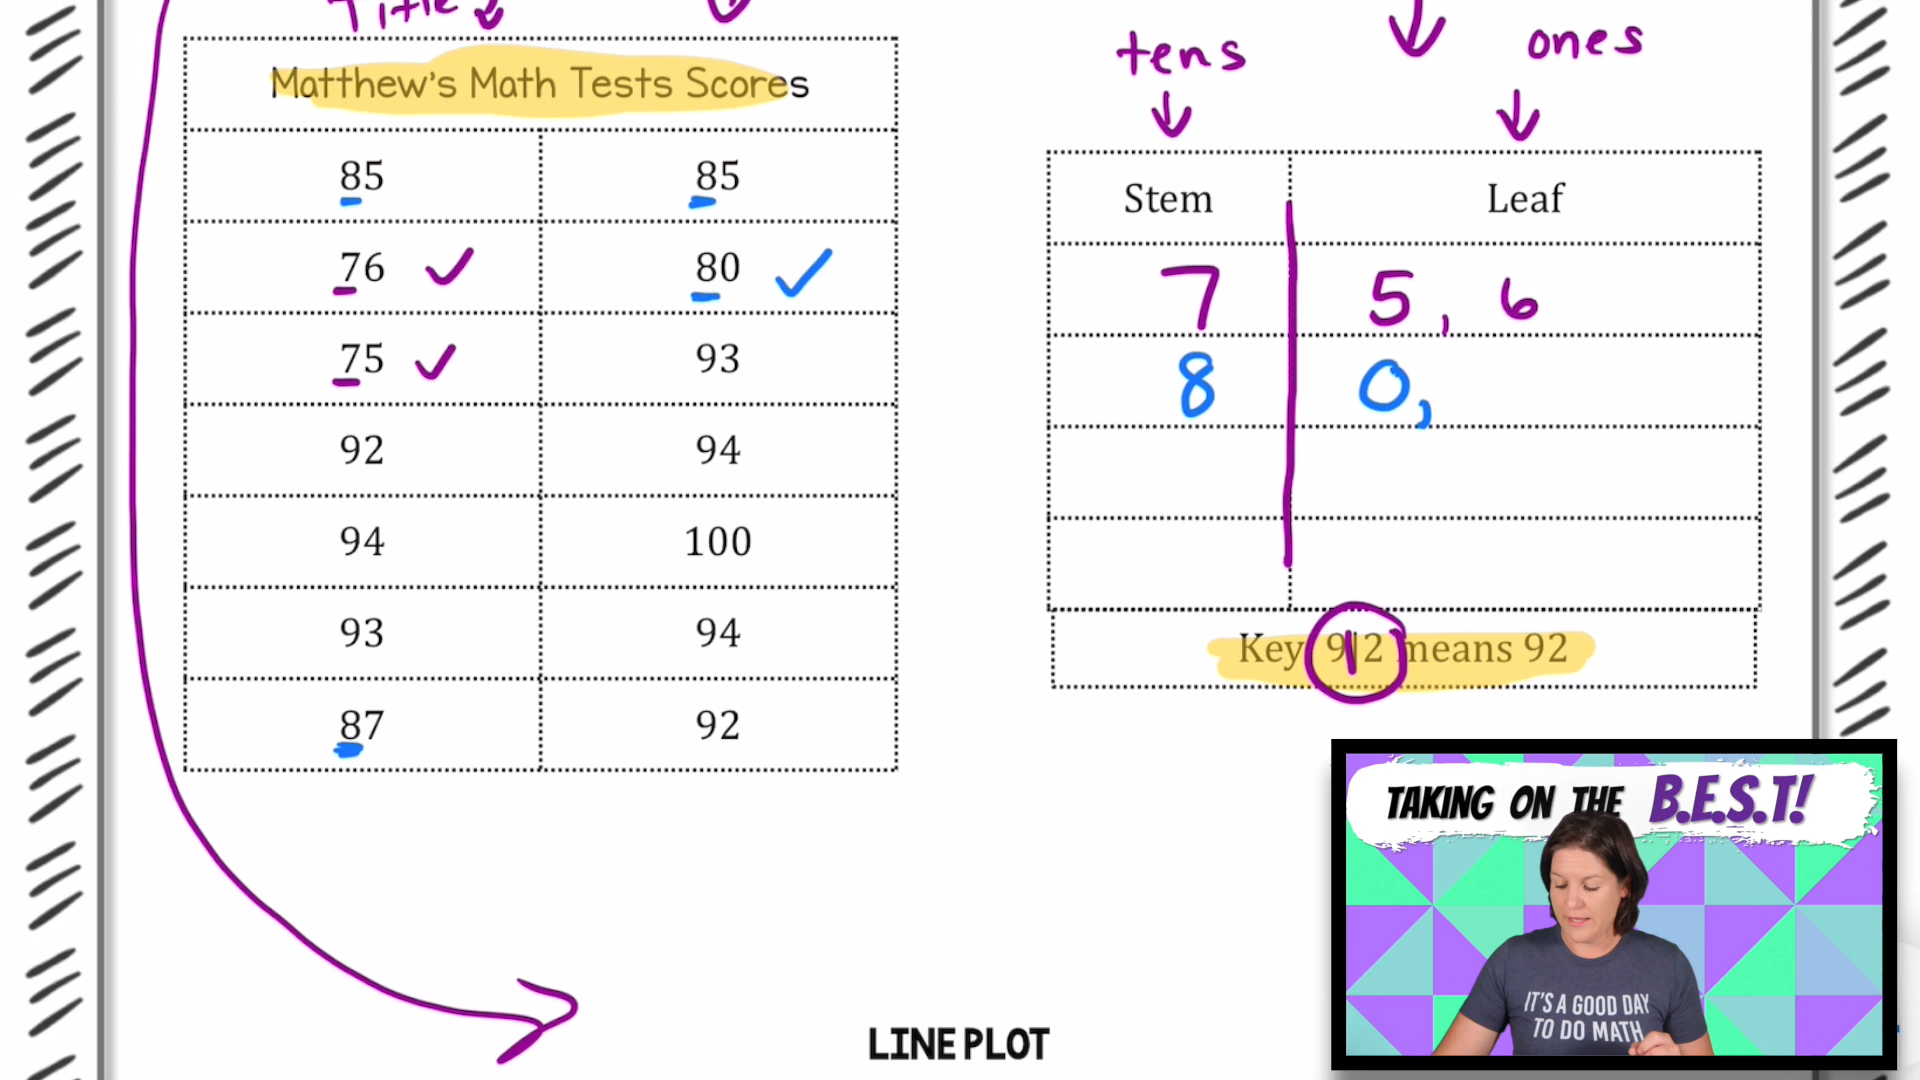 Title
tens
ones
Matthew's Math Tests Scores
85 85
76 80
75 93
92 94
94 100
93 94
87 92
Stem Leaf
7 5, 6
8 0,
Key 9|2 means 92
TAKING ON THE B.E.S.T!
IT'S A GOOD DAY
TO DO MATH
LINE PLOT